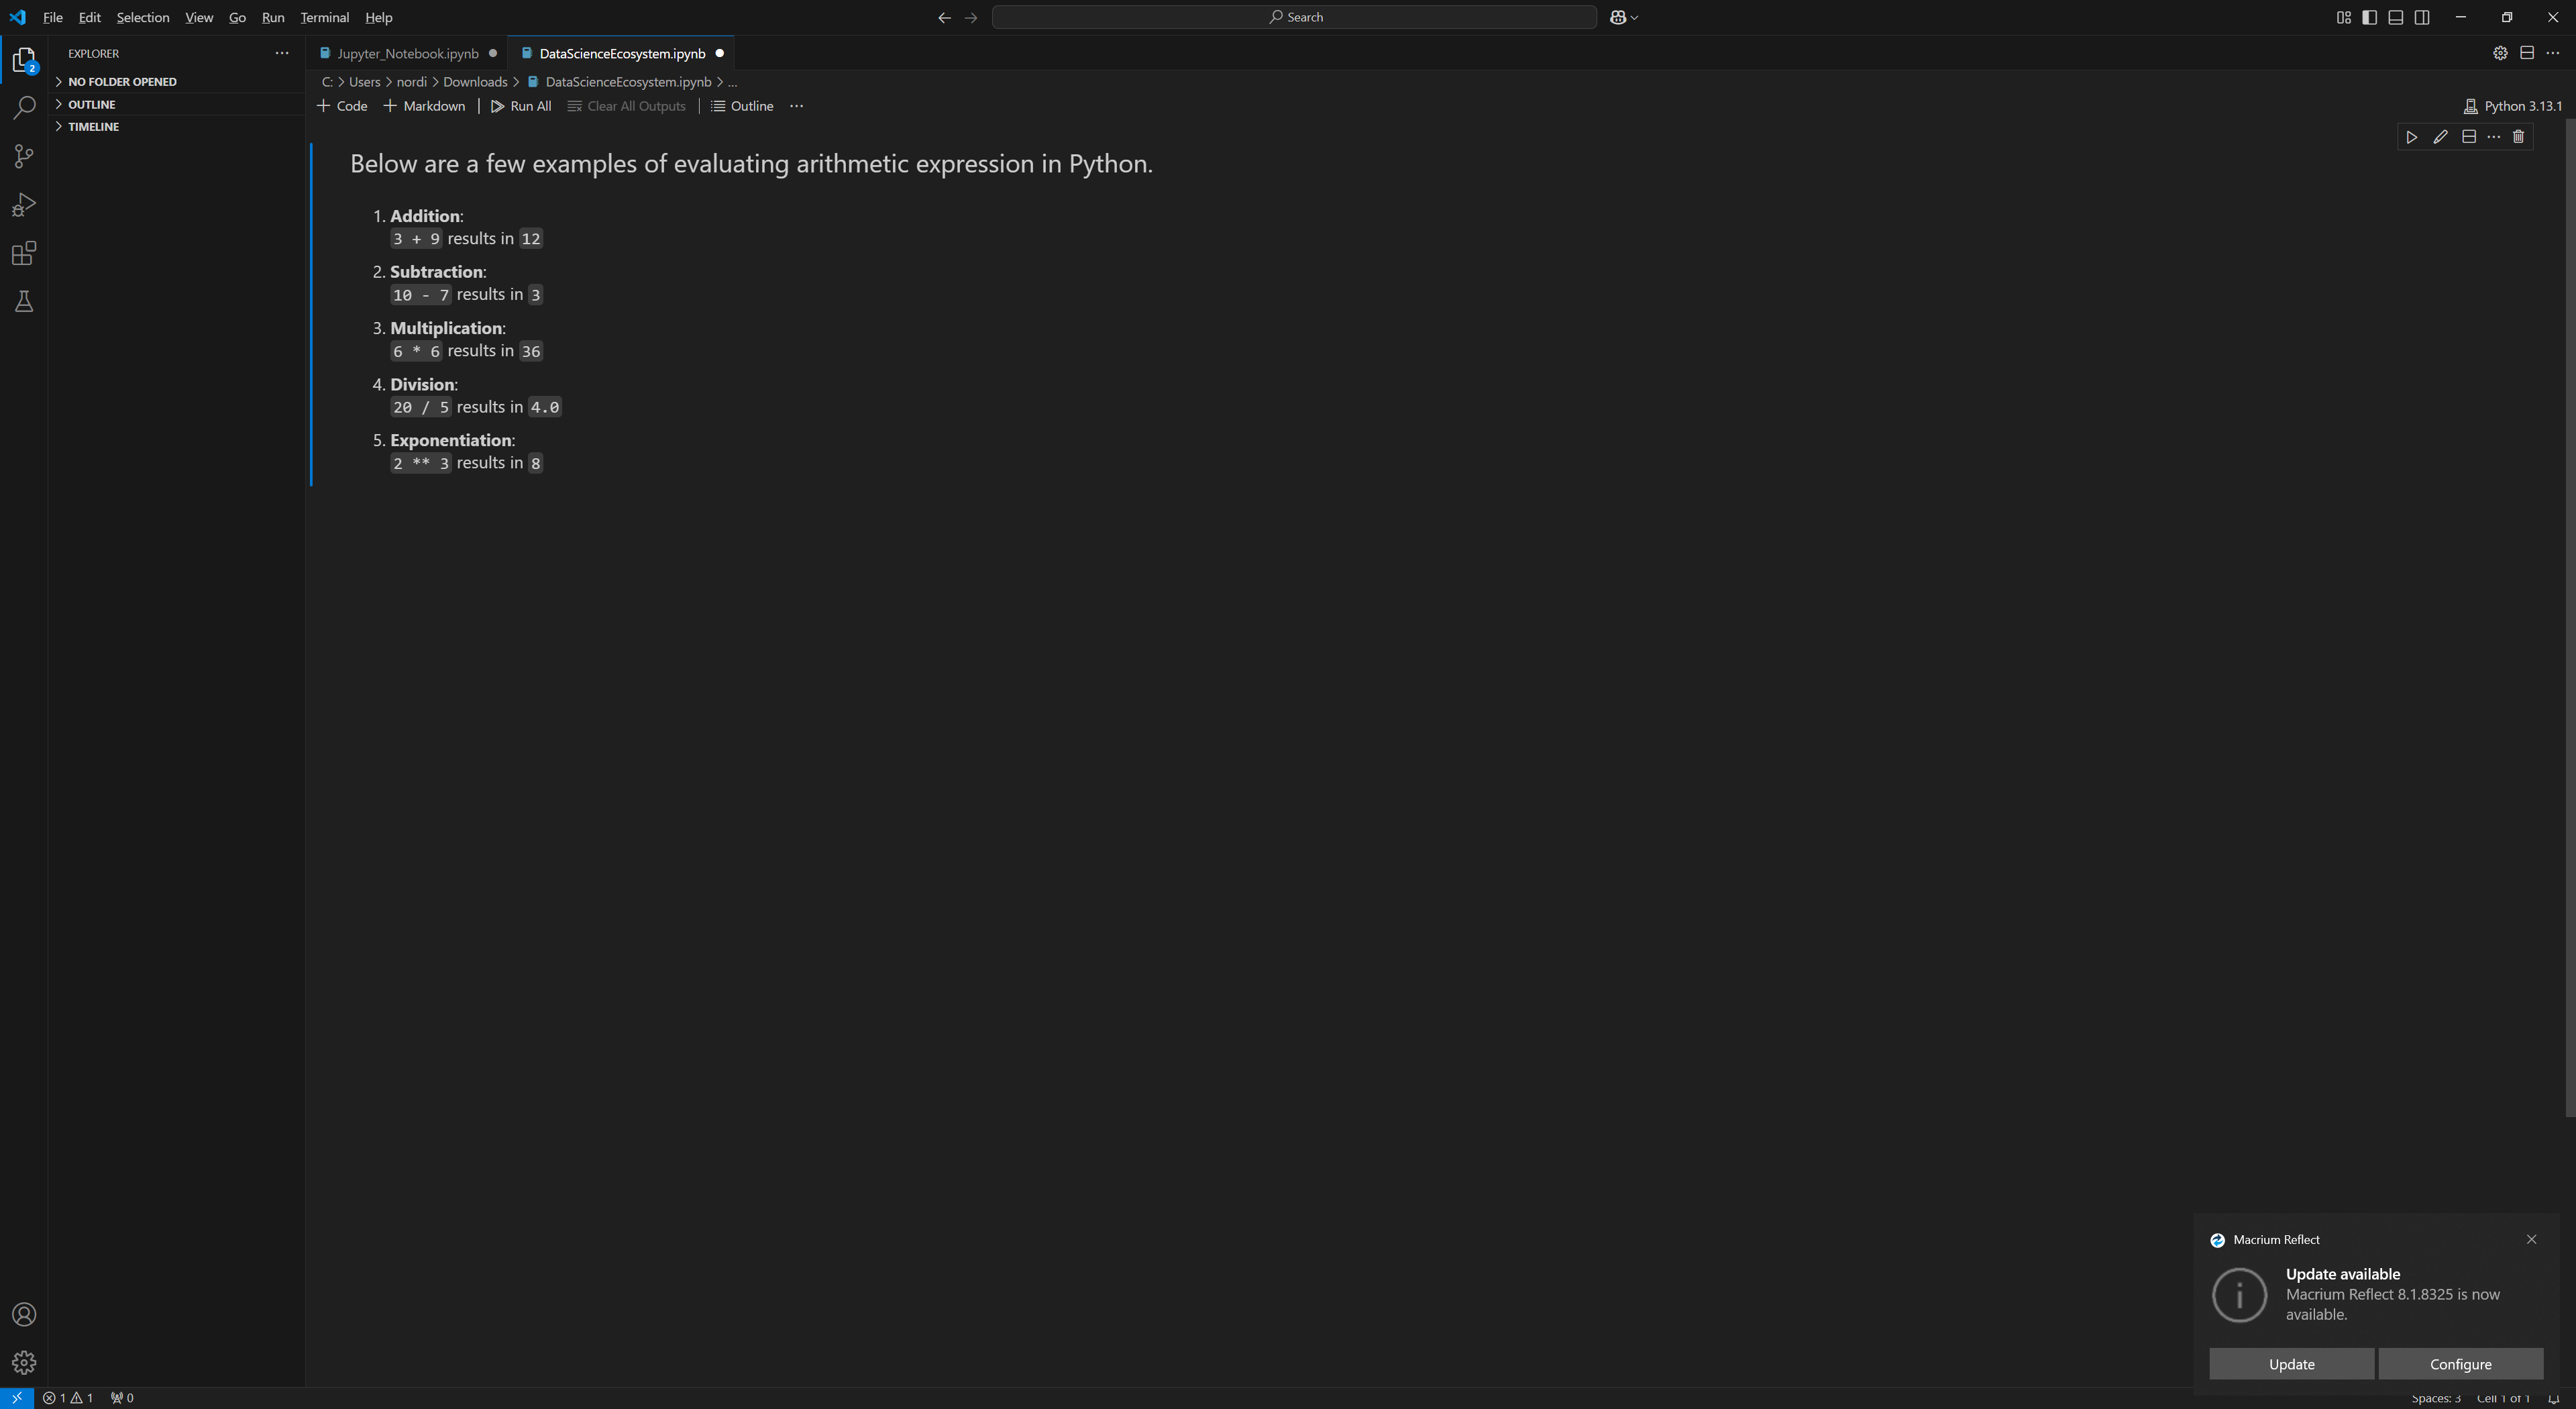 File Edit Selection View Go Run Terminal Help
Search
EXPLORER
2
NO FOLDER OPENED
OUTLINE
TIMELINE
Jupyter_Notebook.ipynb
DataScienceEcosystem.ipynb
C: > Users > nordi > Downloads > DataScienceEcosystem.ipynb > ...
+ Code + Markdown | Run All Clear All Outputs | Outline ...
Python 3.13.1
Below are a few examples of evaluating arithmetic expression in Python.
1. Addition:
3 + 9 results in 12
2. Subtraction:
10 - 7 results in 3
3. Multiplication:
6 * 6 results in 36
4. Division:
20 / 5 results in 4.0
5. Exponentiation:
2 ** 3 results in 8
Macrium Reflect
Update available
Macrium Reflect 8.1.8325 is now
available.
Update
Configure
1 1 0
Spaces: 3 Cell 1 of 1